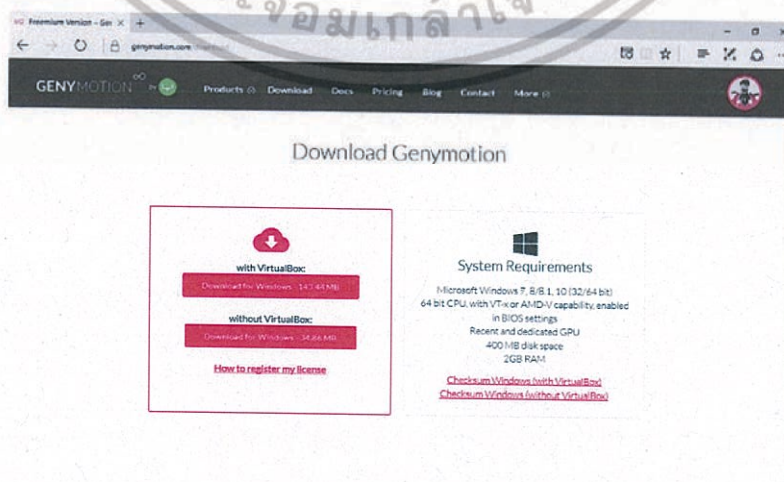 จอมเกล้าเจ
Freemium Version - Ger × +
genymotion.com
GENYMOTION by Products Download Docs Pricing Blog Contact More
Download Genymotion
with VirtualBox:
Download for Windows - 143.44 MB
without VirtualBox:
Download for Windows - 34.86 MB
How to register my license
System Requirements
Microsoft Windows 7, 8/8.1, 10 (32/64 bit)
64 bit CPU, with VT-x or AMD-V capability, enabled
in BIOS settings
Recent and dedicated GPU
400 MB disk space
2GB RAM
Checksum Windows (with VirtualBox)
Checksum Windows (without VirtualBox)